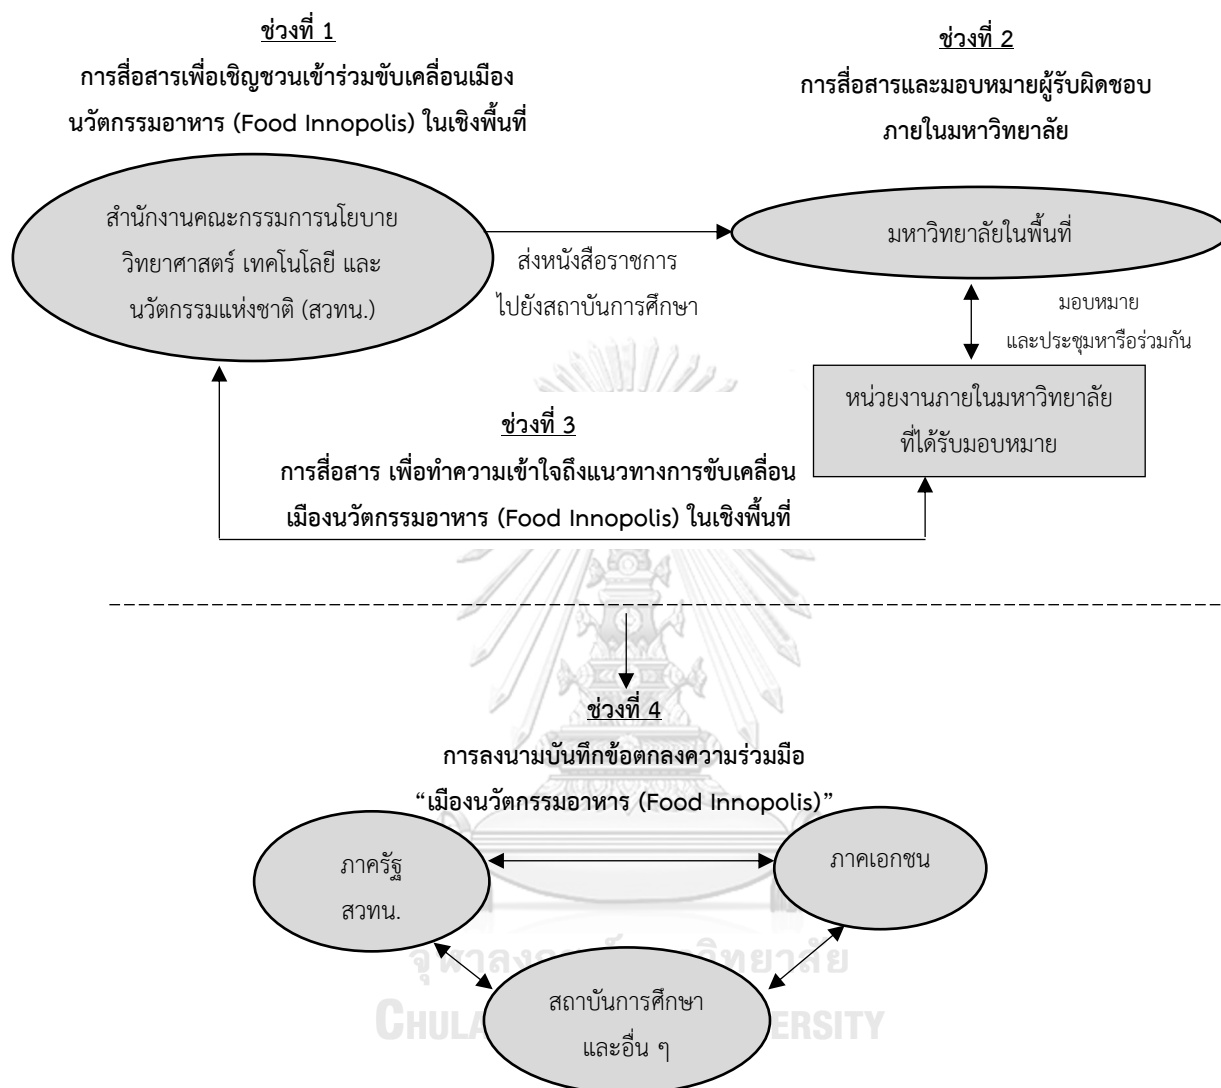 ช่วงที่ 1
การสื่อสารเพื่อเชิญชวนเข้าร่วมขับเคลื่อนเมือง
นวัตกรรมอาหาร (Food Innopolis) ในเชิงพื้นที่
ช่วงที่ 2
การสื่อสารและมอบหมายผู้รับผิดชอบ
ภายในมหาวิทยาลัย
สำนักงานคณะกรรมการนโยบาย
วิทยาศาสตร์ เทคโนโลยี และ
นวัตกรรมแห่งชาติ (สวทน.)
ส่งหนังสือราชการ
ไปยังสถาบันการศึกษา
มหาวิทยาลัยในพื้นที่
มอบหมาย
และประชุมหารือร่วมกัน
หน่วยงานภายในมหาวิทยาลัย
ที่ได้รับมอบหมาย
ช่วงที่ 3
การสื่อสาร เพื่อทำความเข้าใจถึงแนวทางการขับเคลื่อน
เมืองนวัตกรรมอาหาร (Food Innopolis) ในเชิงพื้นที่
ช่วงที่ 4
การลงนามบันทึกข้อตกลงความร่วมมือ
“เมืองนวัตกรรมอาหาร (Food Innopolis)”
ภาครัฐ
สวทน.
ภาคเอกชน
สถาบันการศึกษา
และอื่น ๆ